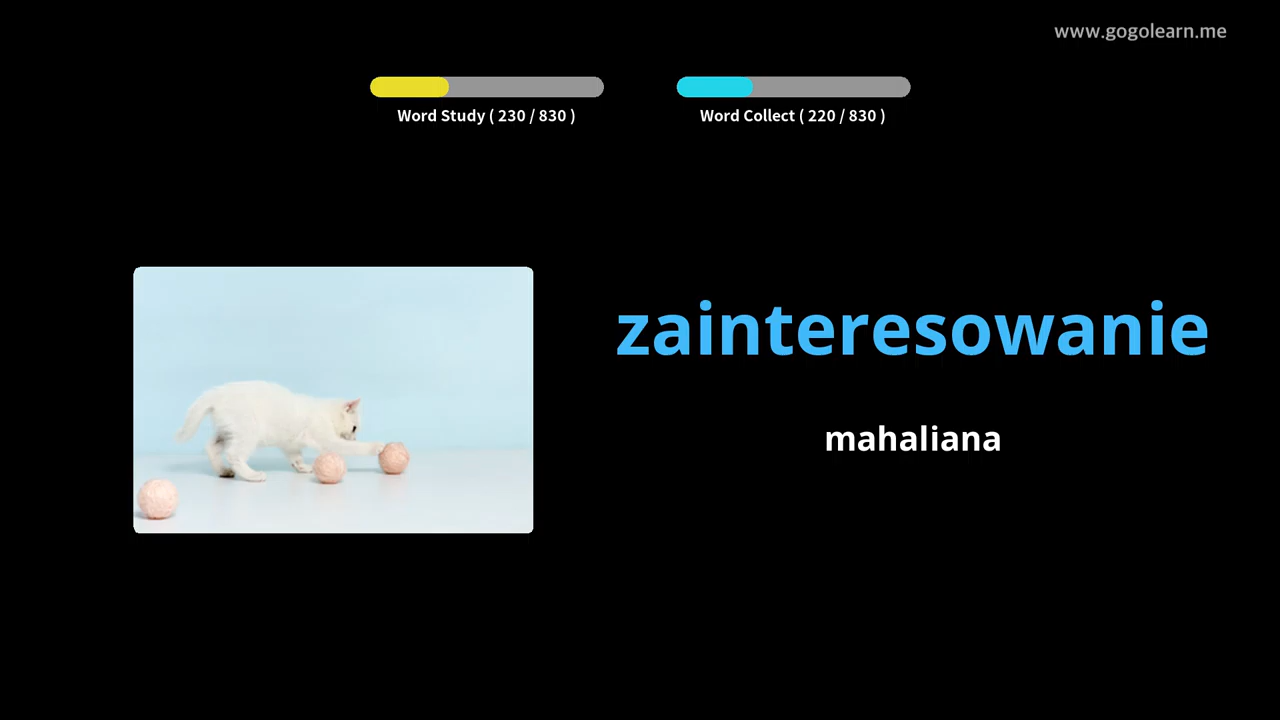 www.gogolearn.me
Word Study ( 230 / 830 )
Word Collect ( 220 / 830 )
zainteresowanie
mahaliana